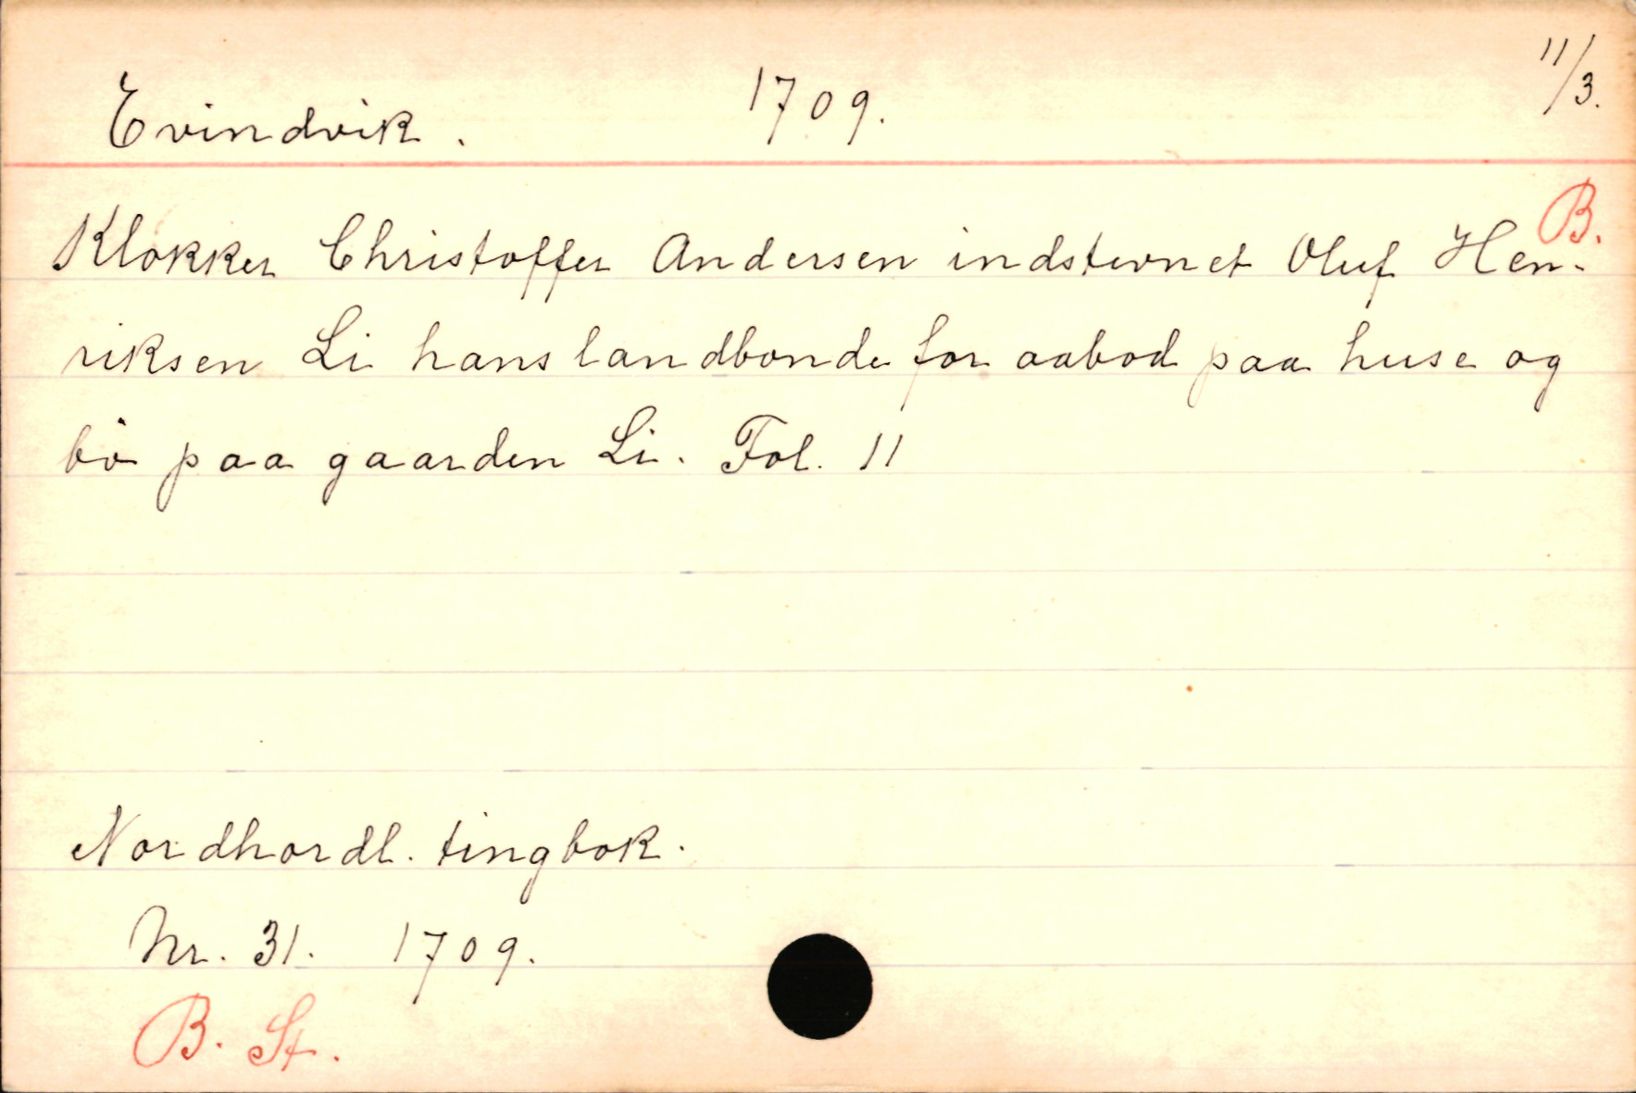 Evindvik. 1709. 11/3.
B.
Klokker Christoffer Andersen indstevnet Oluf Hen-
riksen Li hans landbonde for aabod paa huse og
bö paa gaarden Li. Fol. 11
Nordhordl. tingbok.
Nr. 31. 1709.
B. St.